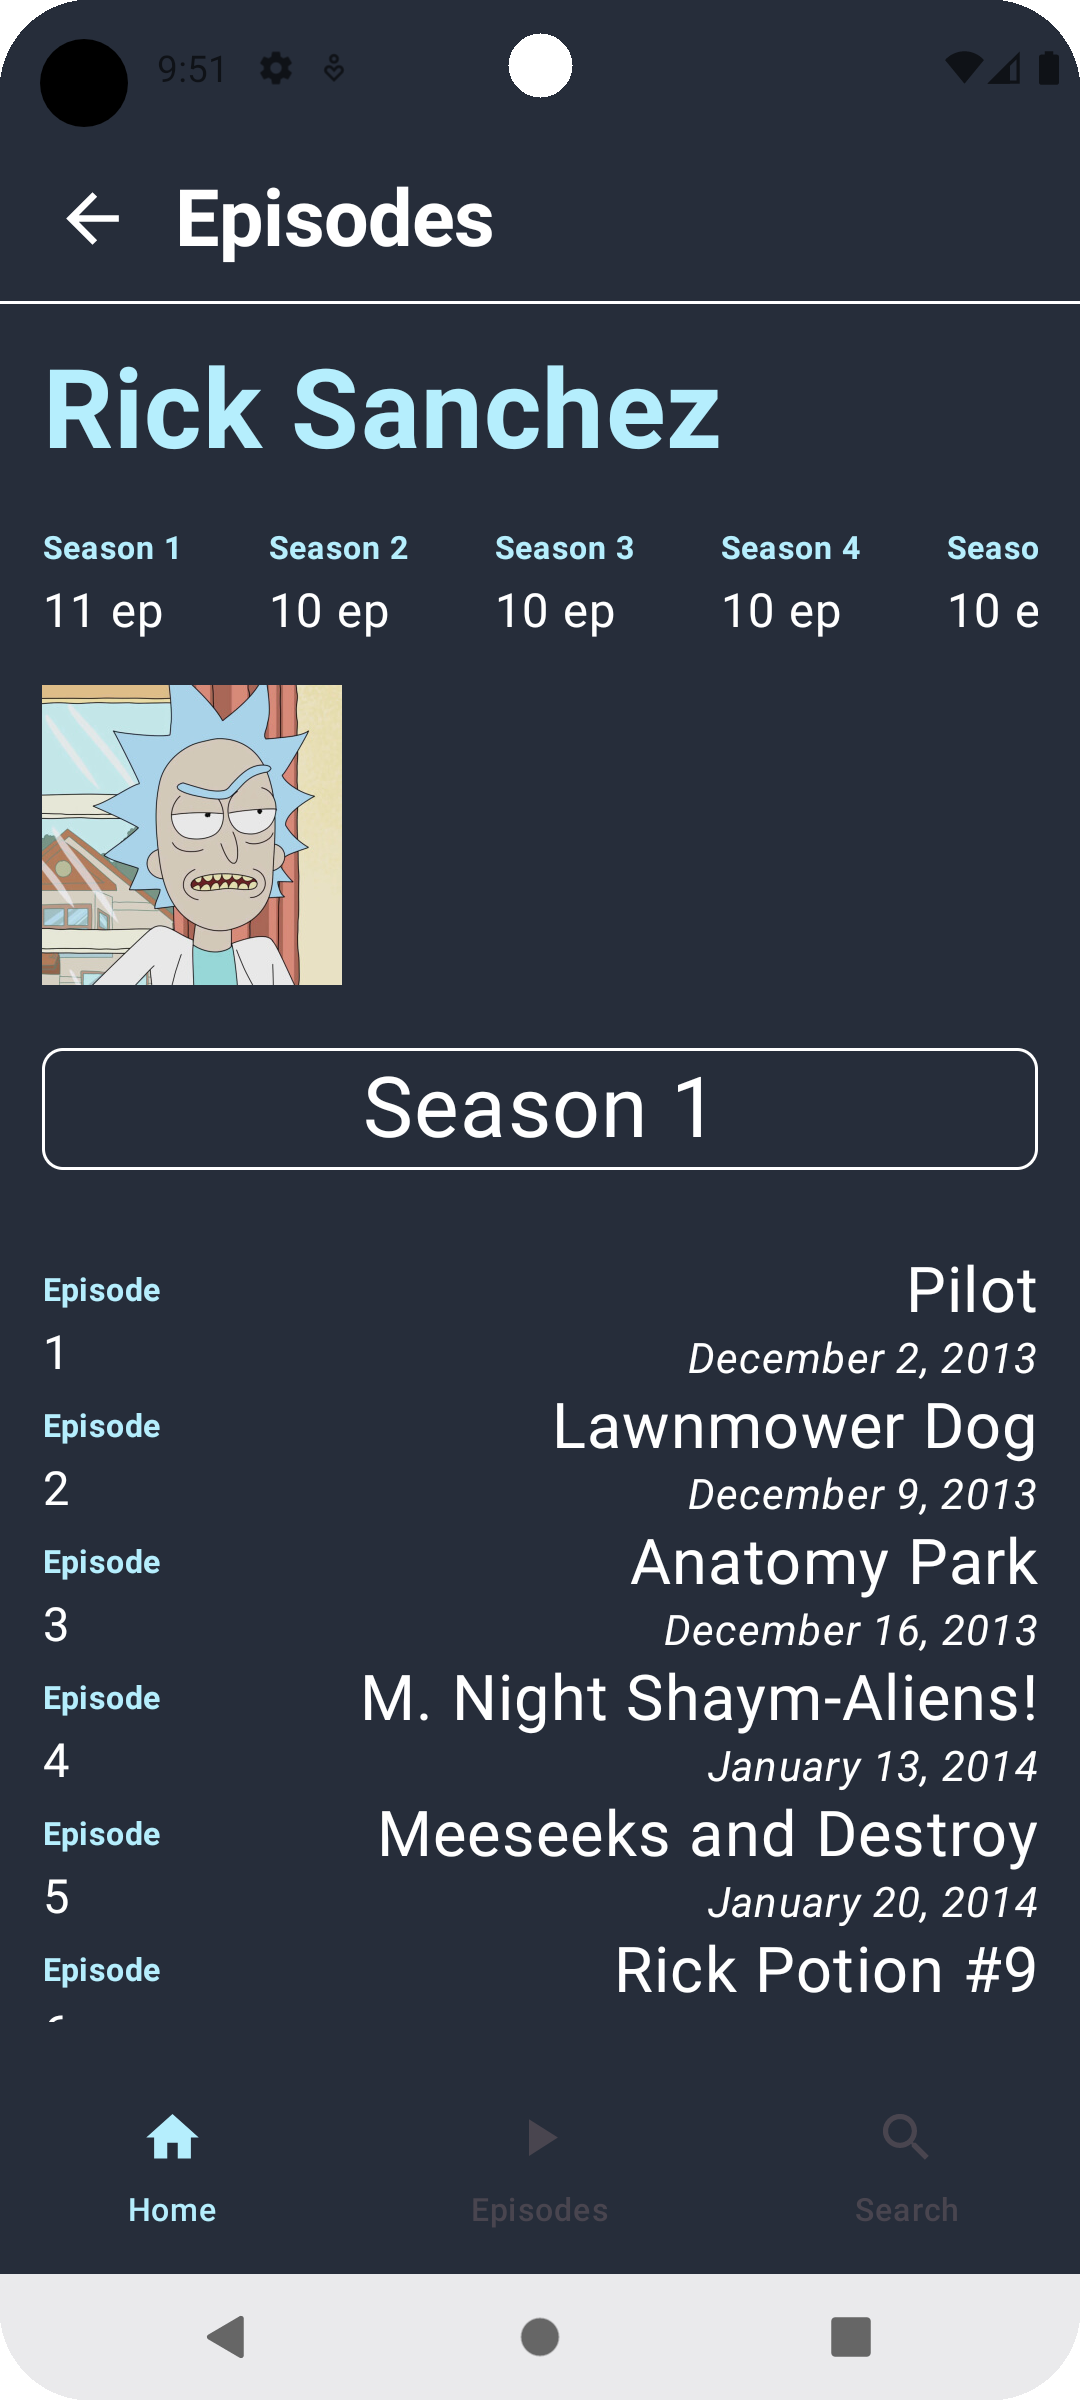 9:51
Episodes
Rick Sanchez
Season 1 Season 2 Season 3 Season 4 Seaso
11 ep 10 ep 10 ep 10 ep 10 e
Season 1
Episode Pilot
1 December 2, 2013
Episode Lawnmower Dog
2 December 9, 2013
Episode Anatomy Park
3 December 16, 2013
Episode M. Night Shaym-Aliens!
4 January 13, 2014
Episode Meeseeks and Destroy
5 January 20, 2014
Episode Rick Potion #9
Home Episodes Search